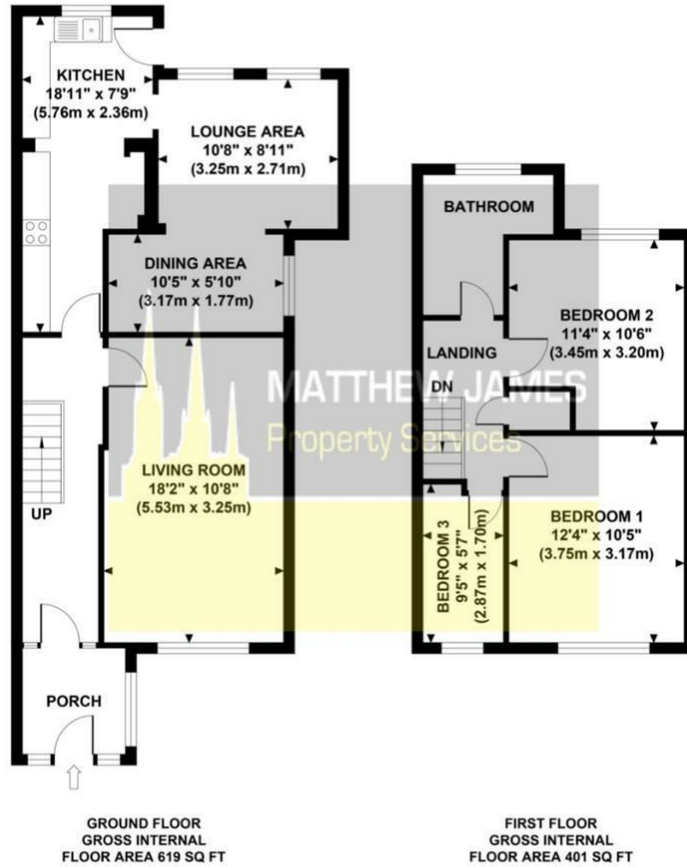 KITCHEN
18'11" x 7'9"
(5.76m x 2.36m)
LOUNGE AREA
10'8" x 8'11"
(3.25m x 2.71m)
DINING AREA
10'5" x 5'10"
(3.17m x 1.77m)
LIVING ROOM
18'2" x 10'8"
(5.53m x 3.25m)
UP
PORCH
BATHROOM
BEDROOM 2
11'4" x 10'6"
(3.45m x 3.20m)
LANDING
DN
MATTHEW JAMES
Property Services
BEDROOM 1
12'4" x 10'5"
(3.75m x 3.17m)
BEDROOM 3
9'5" x 5'7"
(2.87m x 1.70m)
GROUND FLOOR
GROSS INTERNAL
FLOOR AREA 619 SQ FT
FIRST FLOOR
GROSS INTERNAL
FLOOR AREA 401 SQ FT